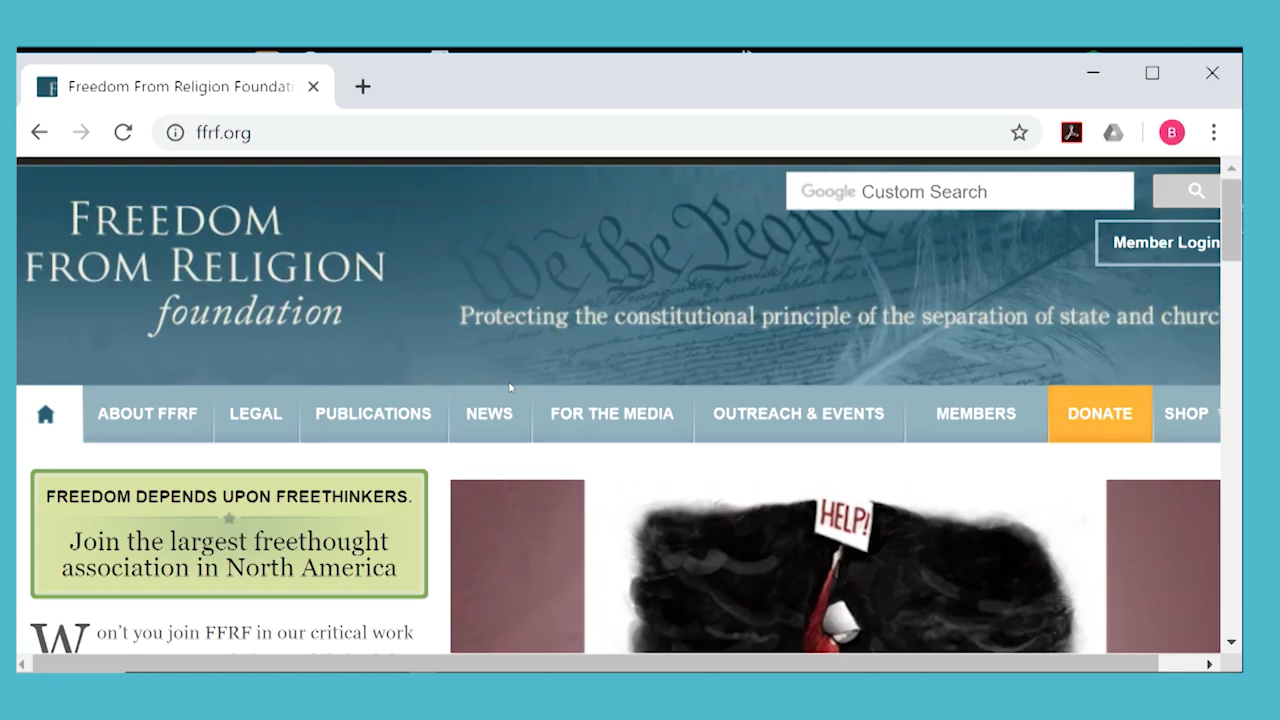 Freedom From Religion Foundati
ffrf.org
B
Google Custom Search
FREEDOM
FROM RELIGION
foundation
Member Login
We the People
Protecting the constitutional principle of the separation of state and churc
ABOUT FFRF
LEGAL
PUBLICATIONS
NEWS
FOR THE MEDIA
OUTREACH & EVENTS
MEMBERS
DONATE
SHOP
FREEDOM DEPENDS UPON FREETHINKERS.
Join the largest freethought
association in North America
HELP!
Won't you join FFRF in our critical work